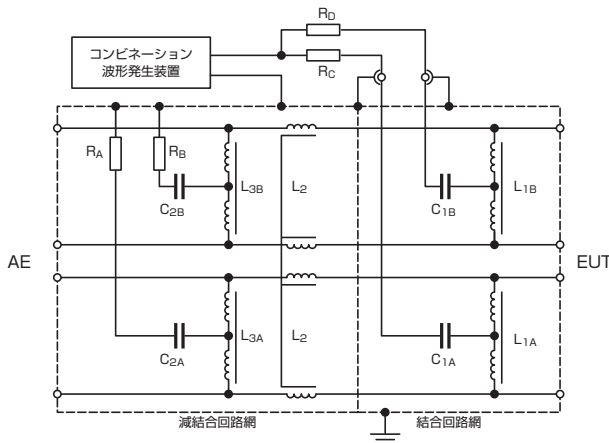 RD
コンビネーション
波形発生装置
RC
RA
RB
C2B
L3B
L2
C1B
L1B
AE
EUT
C2A
L3A
L2
C1A
L1A
減結合回路網
結合回路網